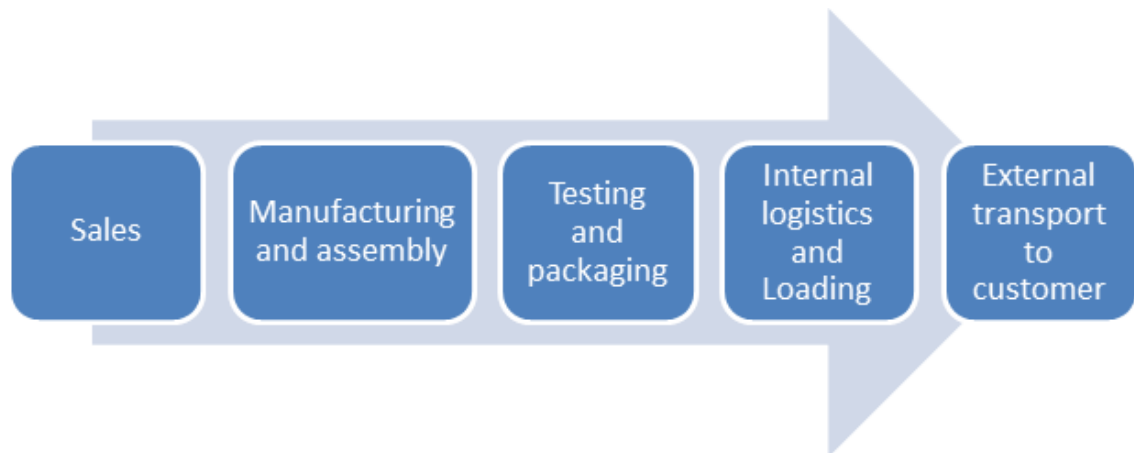 Sales
Manufacturing
and assembly
Testing
and
packaging
Internal
logistics
and
Loading
External
transport
to
customer